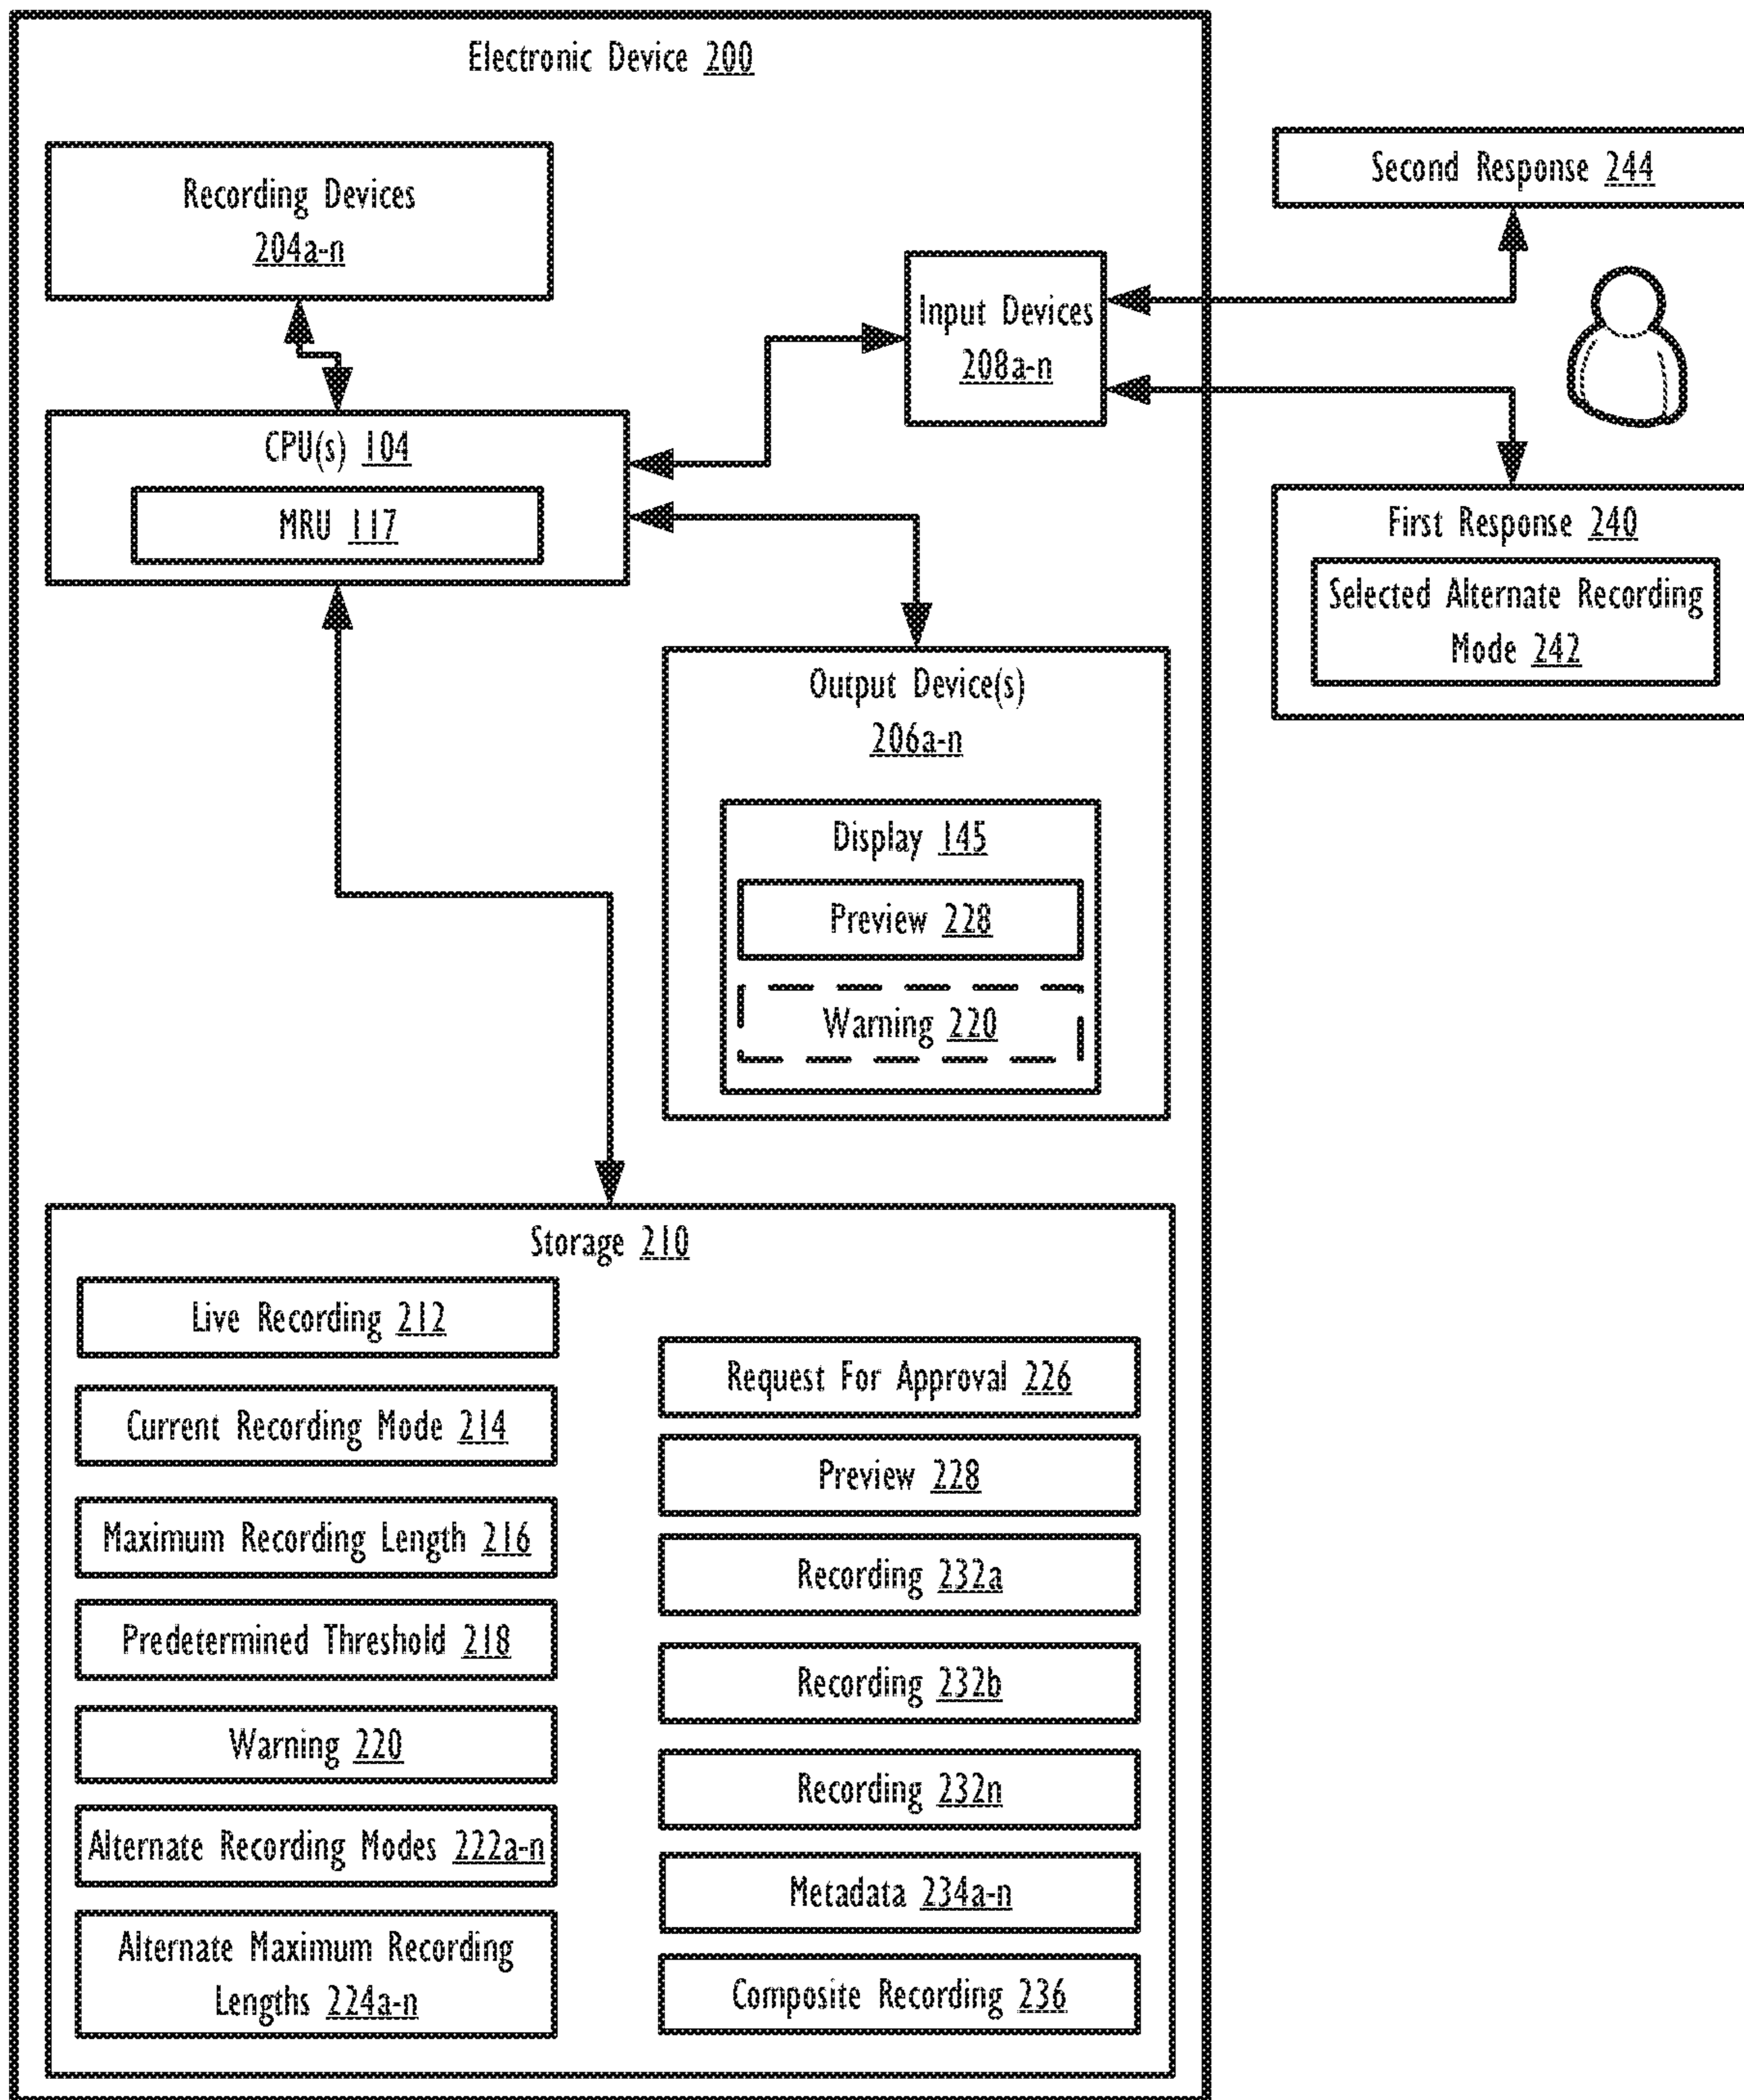 Electronic Device 200
Recording Devices
204a-n
Second Response 244
Input Devices
208a-n
CPU(s) 104
MRU 117
First Response 240
Selected Alternate Recording
Mode 242
Output Device(s)
206a-n
Display 145
Preview 228
Warning 220
Storage 210
Live Recording 212
Current Recording Mode 214
Maximum Recording Length 216
Predetermined Threshold 218
Warning 220
Alternate Recording Modes 222a-n
Alternate Maximum Recording
Lengths 224a-n
Request For Approval 226
Preview 228
Recording 232a
Recording 232b
Recording 232n
Metadata 234a-n
Composite Recording 236